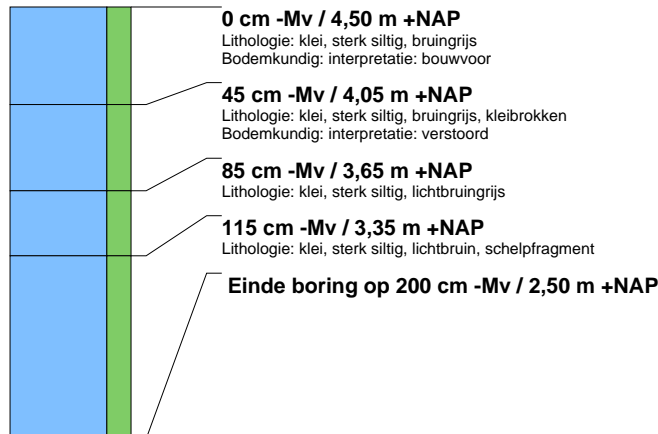 0 cm -Mv / 4,50 m +NAP
Lithologie: klei, sterk siltig, bruingrijs
Bodemkundig: interpretatie: bouwvoor
45 cm -Mv / 4,05 m +NAP
Lithologie: klei, sterk siltig, bruingrijs, kleibrokken
Bodemkundig: interpretatie: verstoord
85 cm -Mv / 3,65 m +NAP
Lithologie: klei, sterk siltig, lichtbruingrijs
115 cm -Mv / 3,35 m +NAP
Lithologie: klei, sterk siltig, lichtbruin, schelpfragment
Einde boring op 200 cm -Mv / 2,50 m +NAP